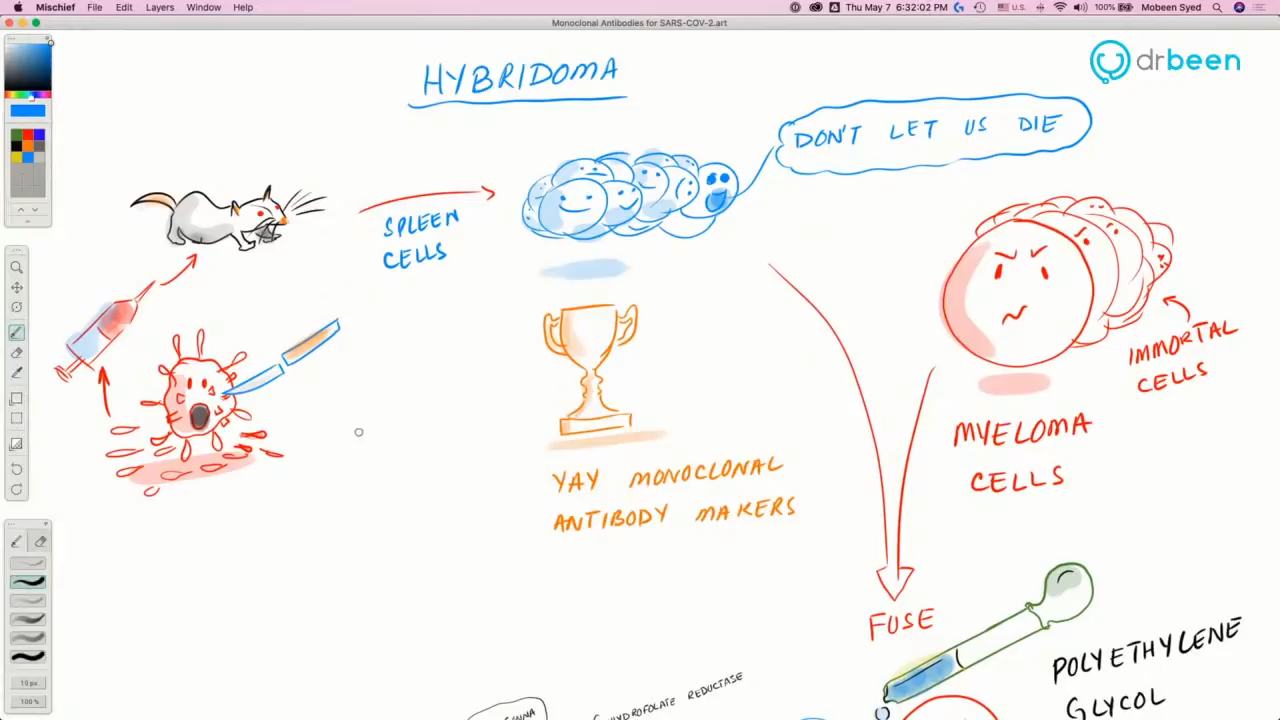 Mischief File Edit Layers Window Help
100% Thu May 7 6:32:02 PM U.S. 100% Mobeen Syed
Monoclonal Antibodies for SARS-COV-2.art
drbeen
HYBRIDOMA
DON'T LET US DIE
SPLEEN
CELLS
IMMORTAL
CELLS
MYELOMA
CELLS
YAY MONOCLONAL
ANTIBODY MAKERS
FUSE
POLYETHYLENE
GLYCOL
HYDROFOLATE REDUCTASE
10 px
100 %